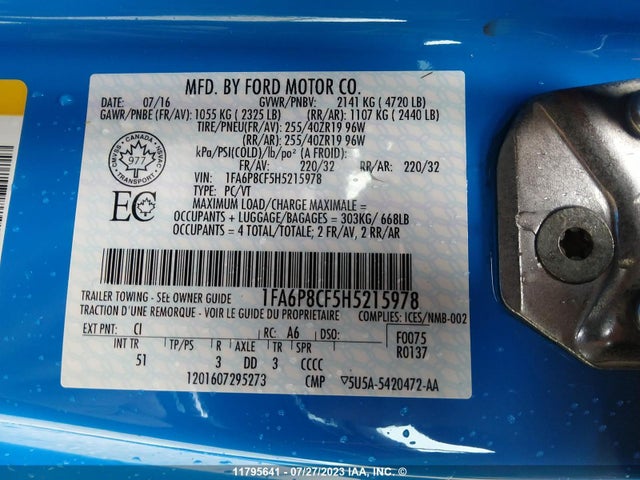 MFD. BY FORD MOTOR CO.
DATE: 07/16 GVWR/PNBV: 2141 KG ( 4720 LB)
GAWR/PNBE (FR/AV): 1055 KG ( 2325 LB) (RR/AR): 1107 KG ( 2440 LB)
TIRE/PNEU(FR/AV): 255/40ZR19 96W
(RR/AR): 255/40ZR19 96W
kPa/PSI(COLD)/lb/po² (A FROID):
FR/AV: 220/32 RR/AR: 220/32
VIN: 1FA6P8CF5H5215978
TYPE: PC/VT
MAXIMUM LOAD/CHARGE MAXIMALE =
OCCUPANTS + LUGGAGE/BAGAGES = 303KG/ 668LB
OCCUPANTS = 4 TOTAL/TOTALE; 2 FR/AV, 2 RR/AR
CANADA
977
TRANSPORT
EC
1FA6P8CF5H5215978
TRAILER TOWING - SEE OWNER GUIDE
TRACTION D'UNE REMORQUE - VOIR LE GUIDE DU PROPRIETAIRE
COMPLIES: ICES/NMB-002
EXT PNT: CI RC: A6 DSO: F0075
INT TR TP/PS R AXLE TR SPR R0137
51 3 DD 3 CCCC
1201607295273 CMP ▽5U5A-5420472-AA
11795641 - 07/27/2023 IAA, INC. ©